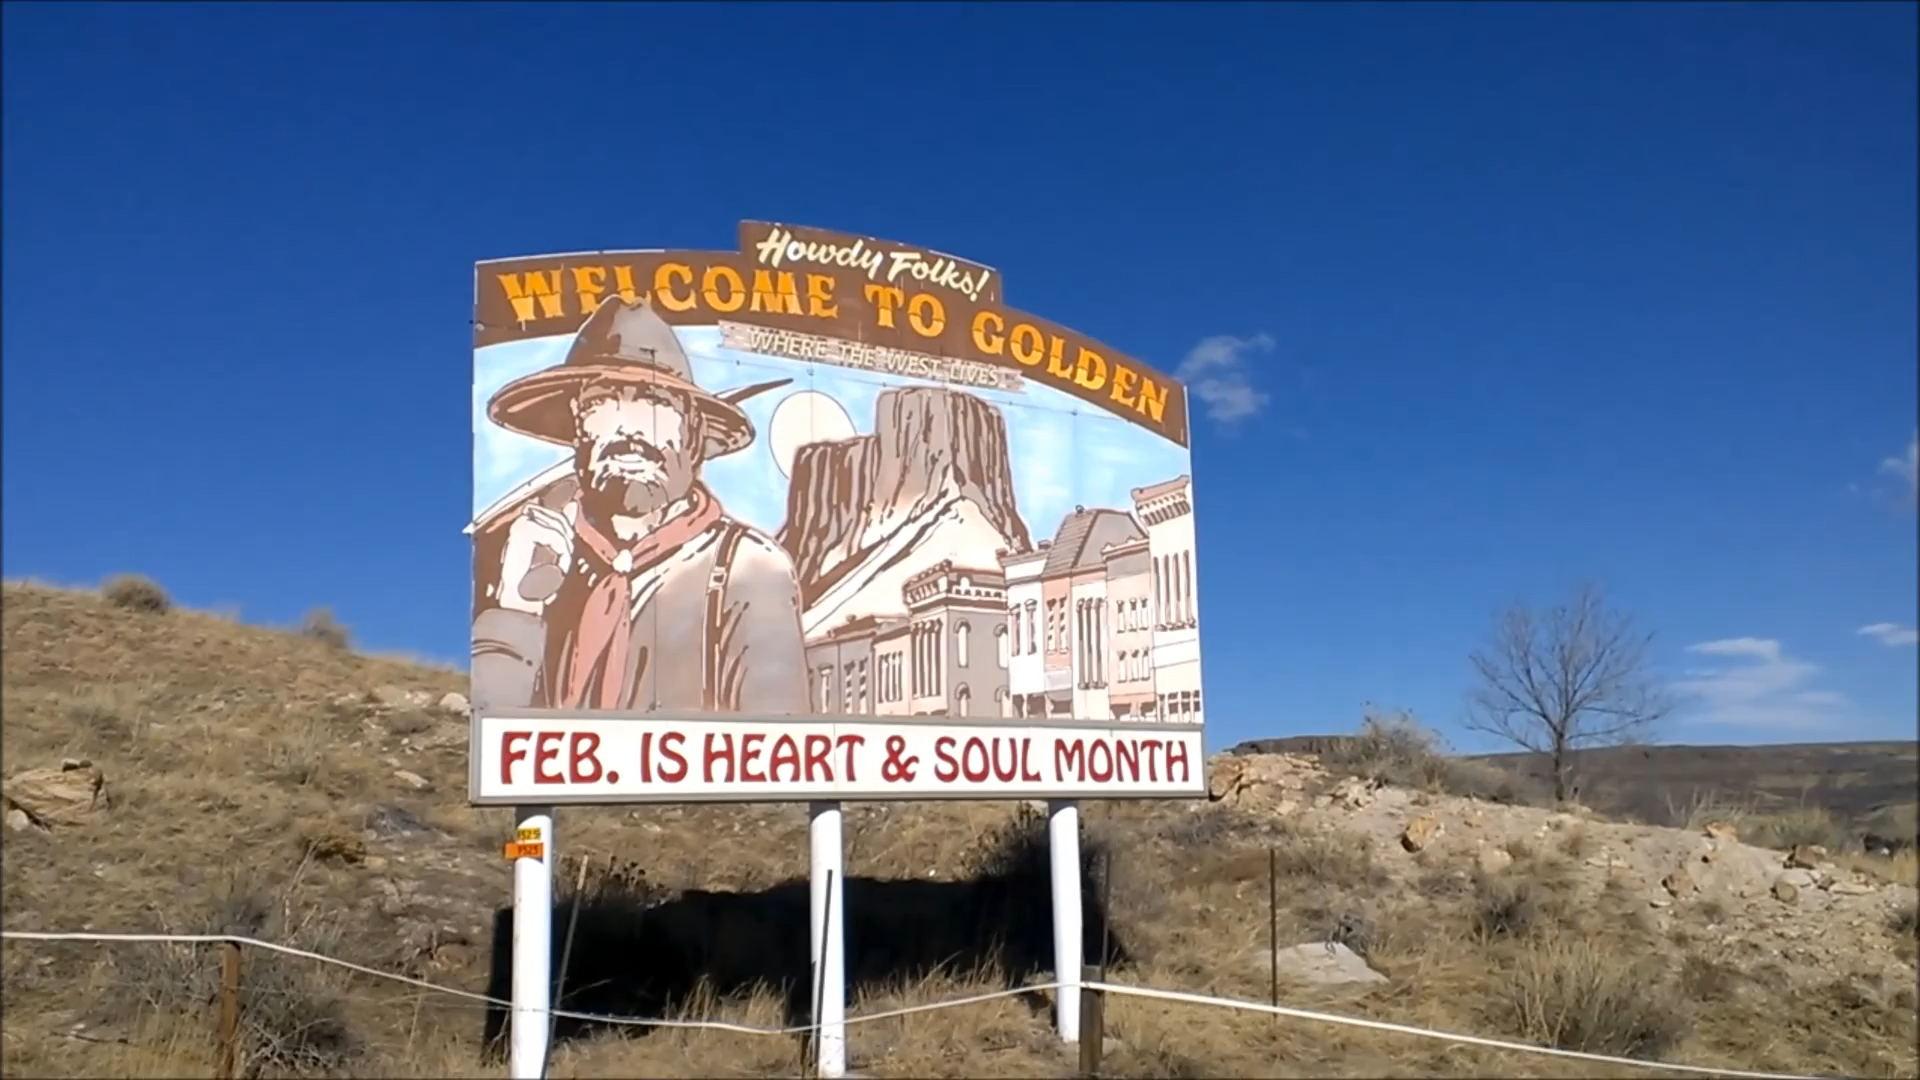 Howdy Folks!
WELCOME TO GOLDEN
WHERE THE WEST LIVES
FEB. IS HEART & SOUL MONTH